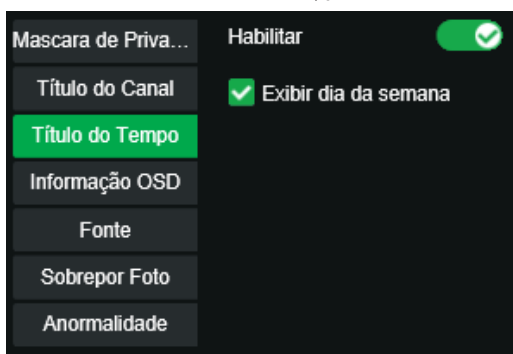 Mascara de Priva...
Habilitar
Título do Canal
Exibir dia da semana
Título do Tempo
Informação OSD
Fonte
Sobrepor Foto
Anormalidade